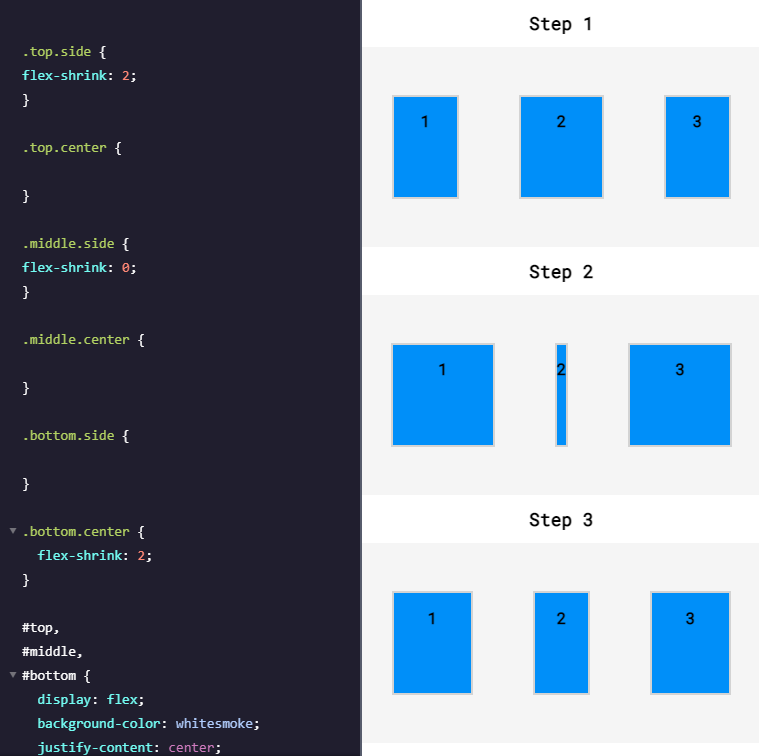 .top.side {
flex-shrink: 2;
}
.top.center {
}
.middle.side {
flex-shrink: 0;
}
.middle.center {
}
.bottom.side {
}
.bottom.center {
flex-shrink: 2;
}
#top,
#middle,
#bottom {
display: flex;
background-color: whitesmoke;
justify-content: center;
Step 1
1 2 3
Step 2
1 2 3
Step 3
1 2 3